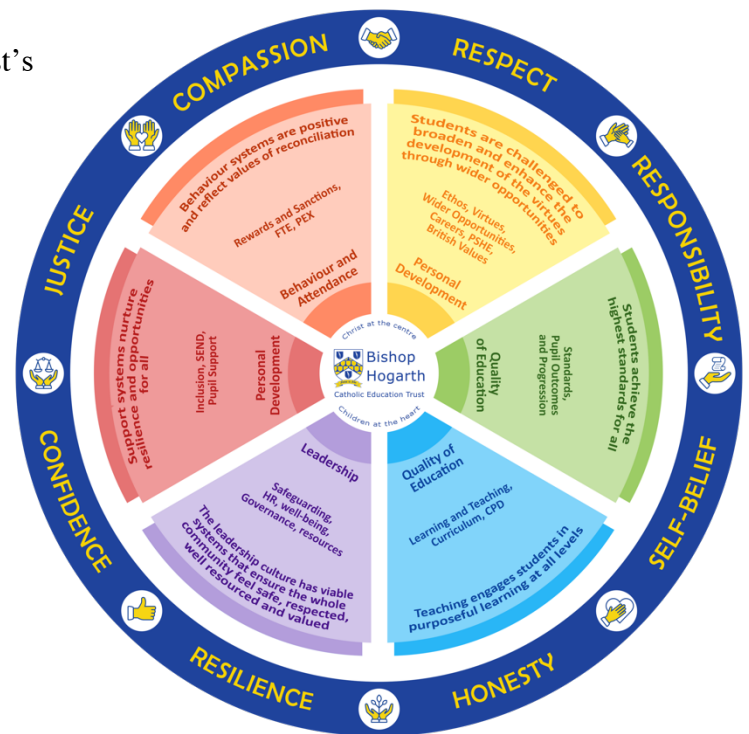 t's
COMPASSION
RESPECT
RESPONSIBILITY
SELF-BELIEF
HONESTY
RESILIENCE
CONFIDENCE
JUSTICE
Behaviour systems are positive
and reflect values of reconciliation
Rewards and Sanctions,
FTE, PEX
Behaviour and
Attendance
Students are challenged to
broaden and enhance the
development of the virtues
through wider opportunities
Ethos, Virtues,
Wider Opportunities,
Careers, PSHE,
British Values
Personal
Development
Students achieve the
highest standards for all
Standards,
Pupil Outcomes
and Progression
Quality
of Education
Quality of
Education
Learning and Teaching,
Curriculum, CPD
Teaching engages students in
purposeful learning at all levels
Leadership
Safeguarding,
HR, well-being,
Governance, resources
The leadership culture has viable
systems that ensure the whole
community feel safe, respected,
well resourced and valued
Support systems nurture
resilience and opportunities
for all
Inclusion, SEND,
Pupil Support
Personal
Development
Christ at the centre
Bishop
Hogarth
Catholic Education Trust
Children at the heart